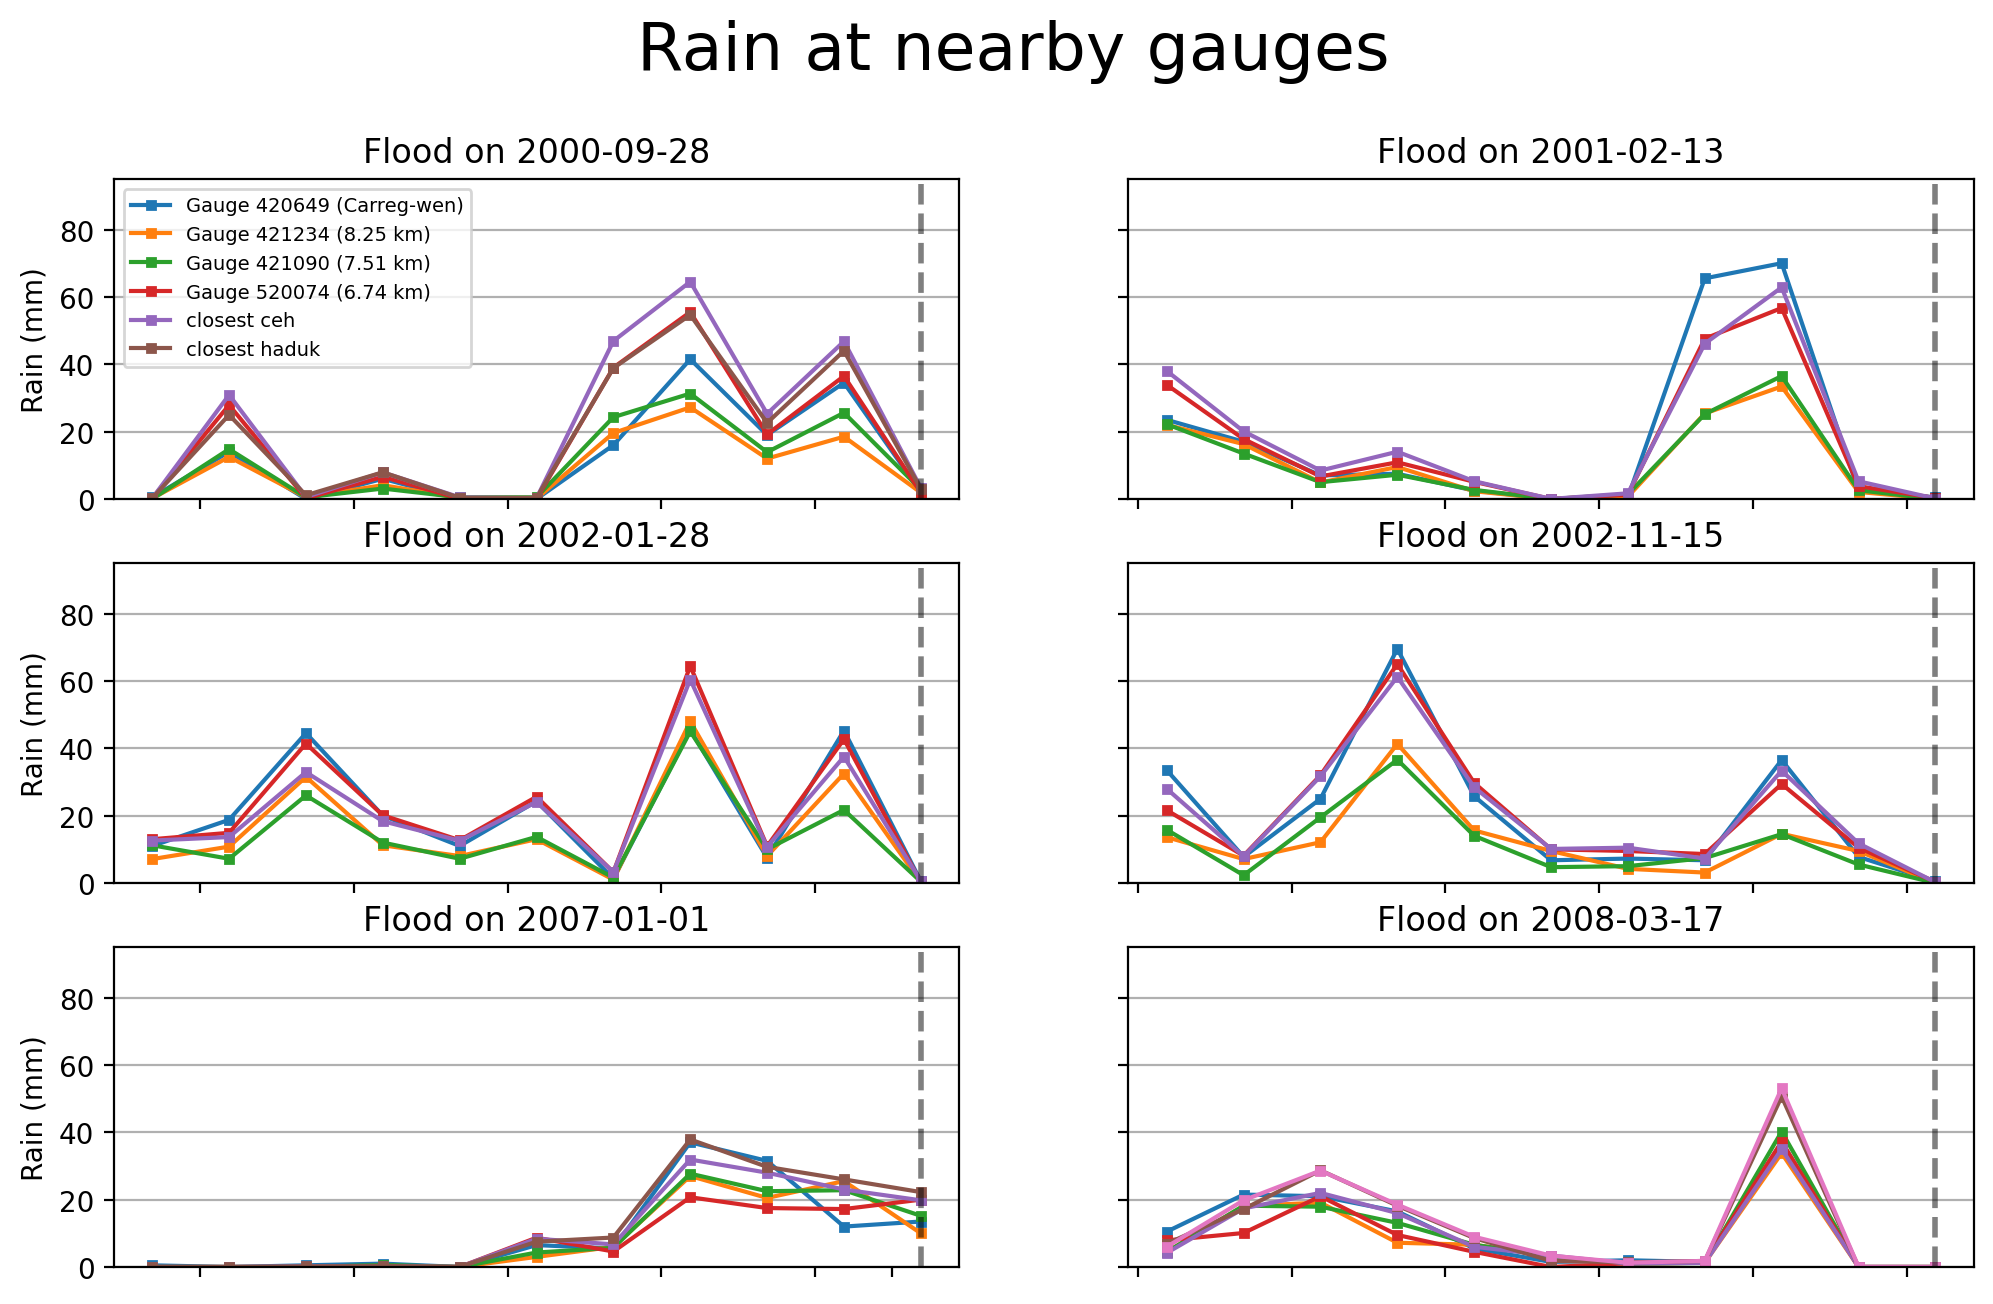 Rain at nearby gauges
Flood on 2000-09-28
Flood on 2001-02-13
Rain (mm)
80
60
40
20
0
Gauge 420649 (Carreg-wen)
Gauge 421234 (8.25 km)
Gauge 421090 (7.51 km)
Gauge 520074 (6.74 km)
closest ceh
closest haduk
Flood on 2002-01-28
Flood on 2002-11-15
Rain (mm)
80
60
40
20
0
Flood on 2007-01-01
Flood on 2008-03-17
Rain (mm)
80
60
40
20
0